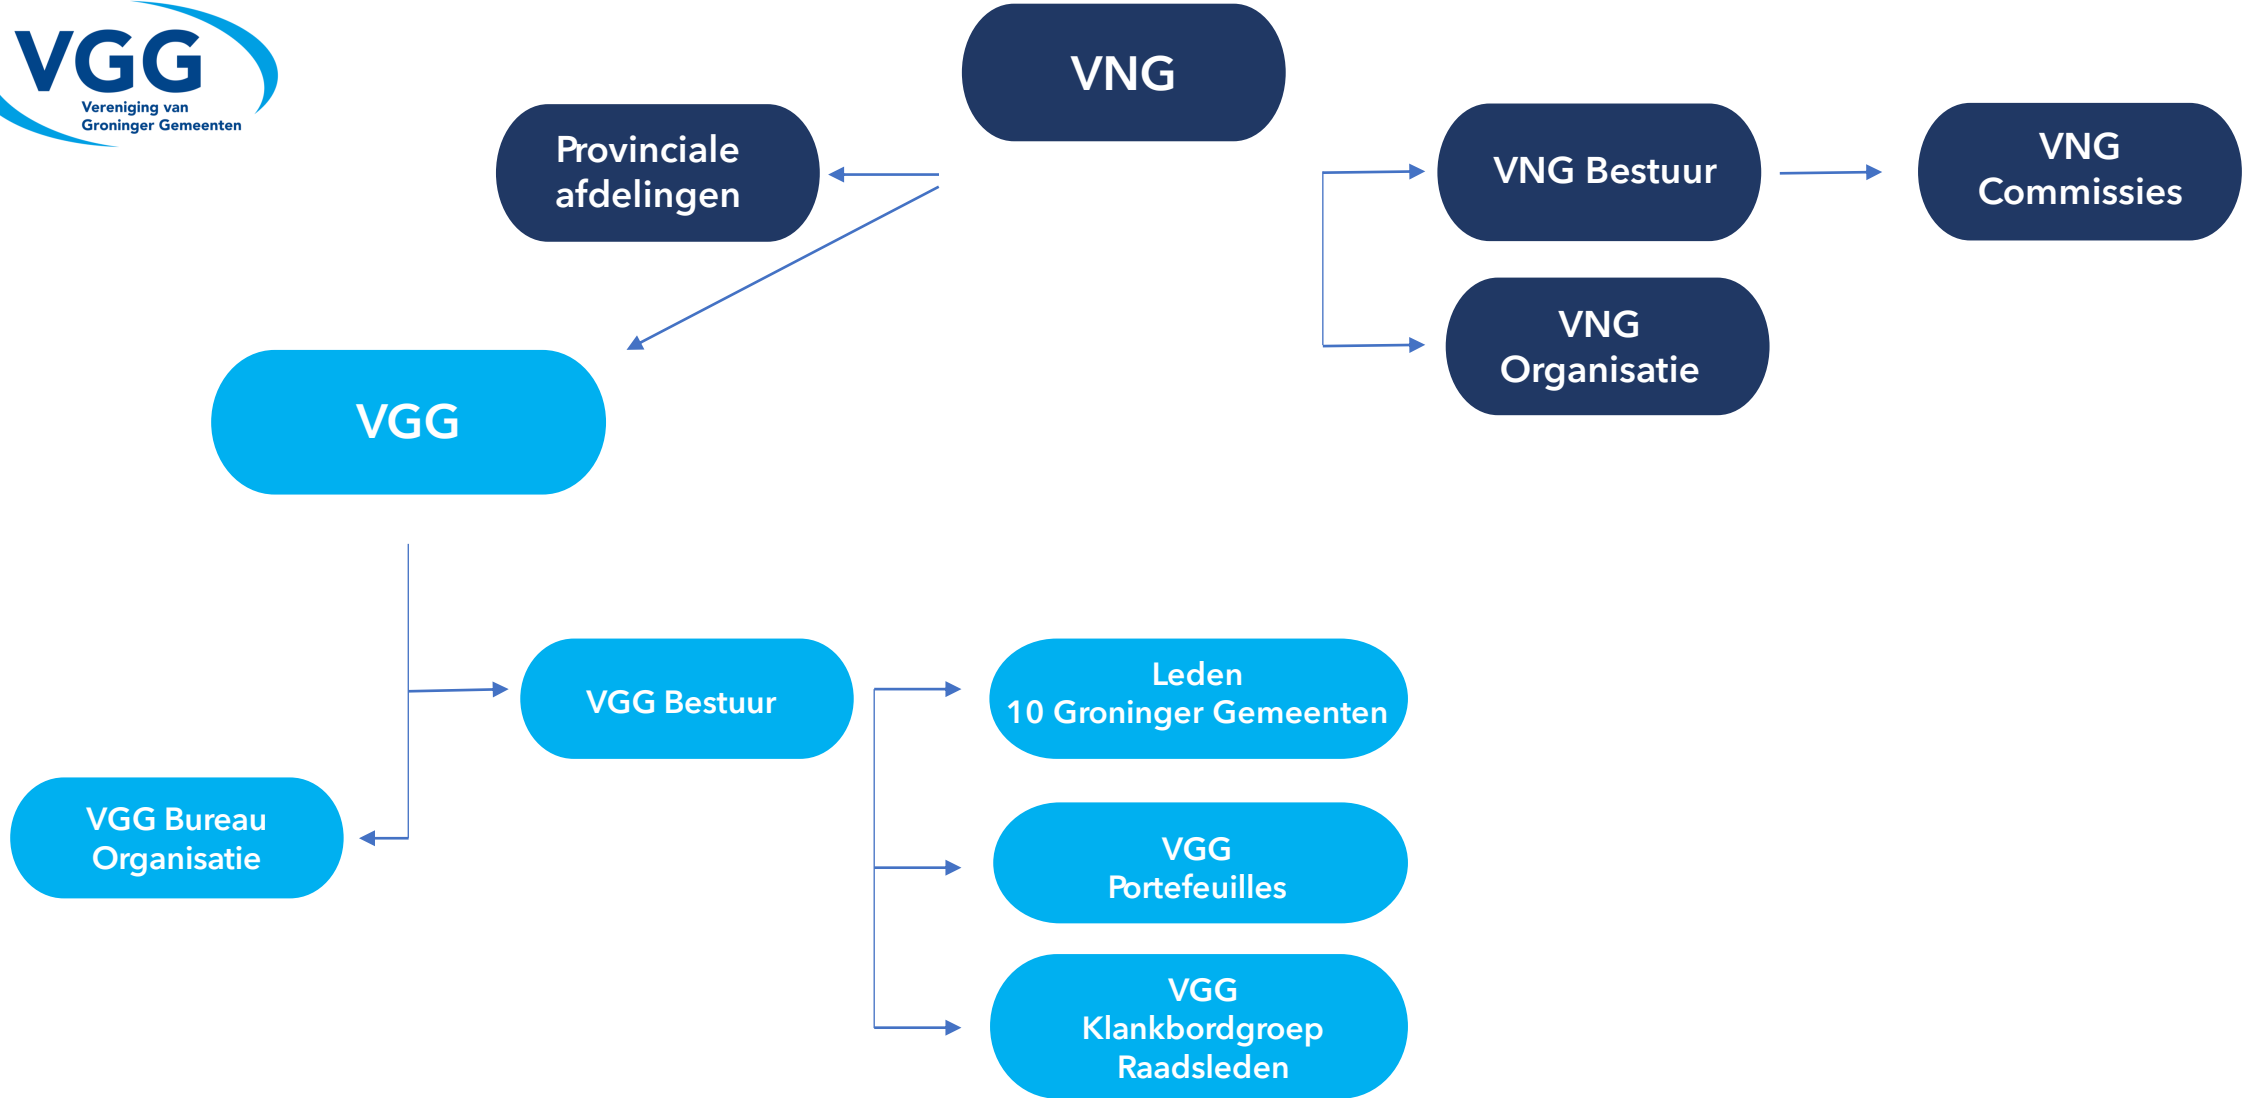 VGG
Vereniging van
Groninger Gemeenten
VNG
Provinciale
afdelingen
VNG Bestuur
VNG
Commissies
VNG
Organisatie
VGG
VGG Bestuur
Leden
10 Groninger Gemeenten
VGG Bureau
Organisatie
VGG
Portefeuilles
VGG
Klankbordgroep
Raadsleden